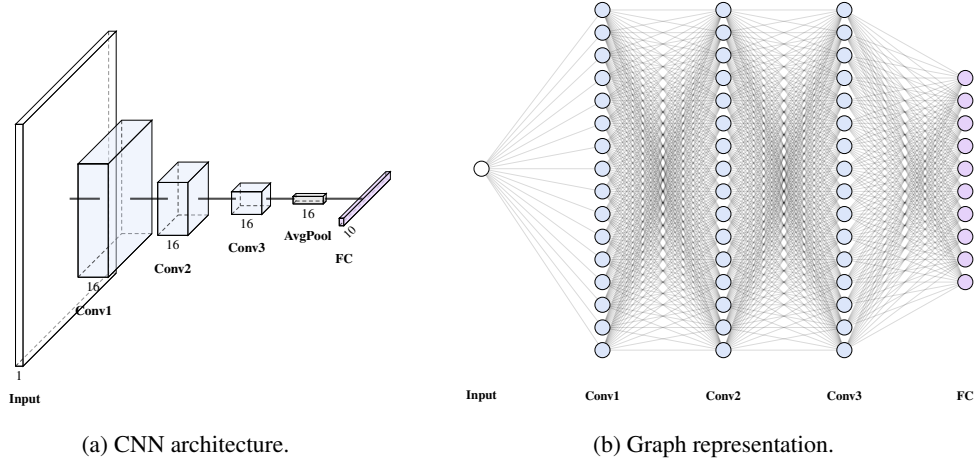 1
Input
16
Conv1
16
Conv2
16
Conv3
16
AvgPool
10
FC
(a) CNN architecture.
Input
Conv1
Conv2
Conv3
FC
(b) Graph representation.